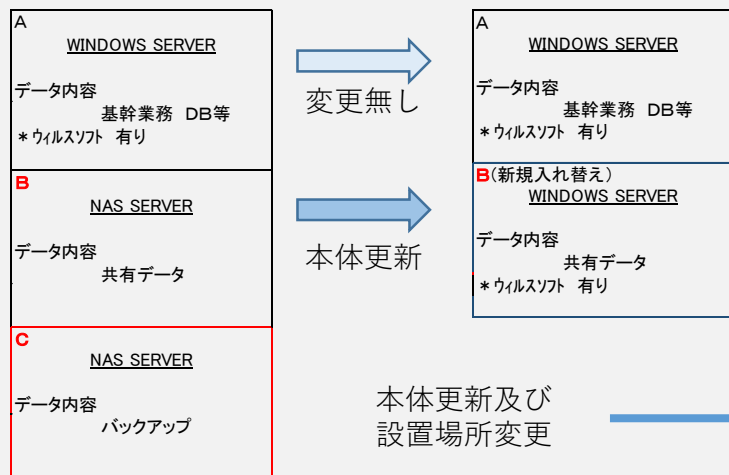 A
WINDOWS SERVER
データ内容
基幹業務 DB等
*ウィルスソフト 有り
B
NAS SERVER
データ内容
共有データ
C
NAS SERVER
データ内容
バックアップ
変更無し
本体更新
本体更新及び
設置場所変更
A
WINDOWS SERVER
データ内容
基幹業務 DB等
*ウィルスソフト 有り
B(新規入れ替え)
WINDOWS SERVER
データ内容
共有データ
*ウィルスソフト 有り